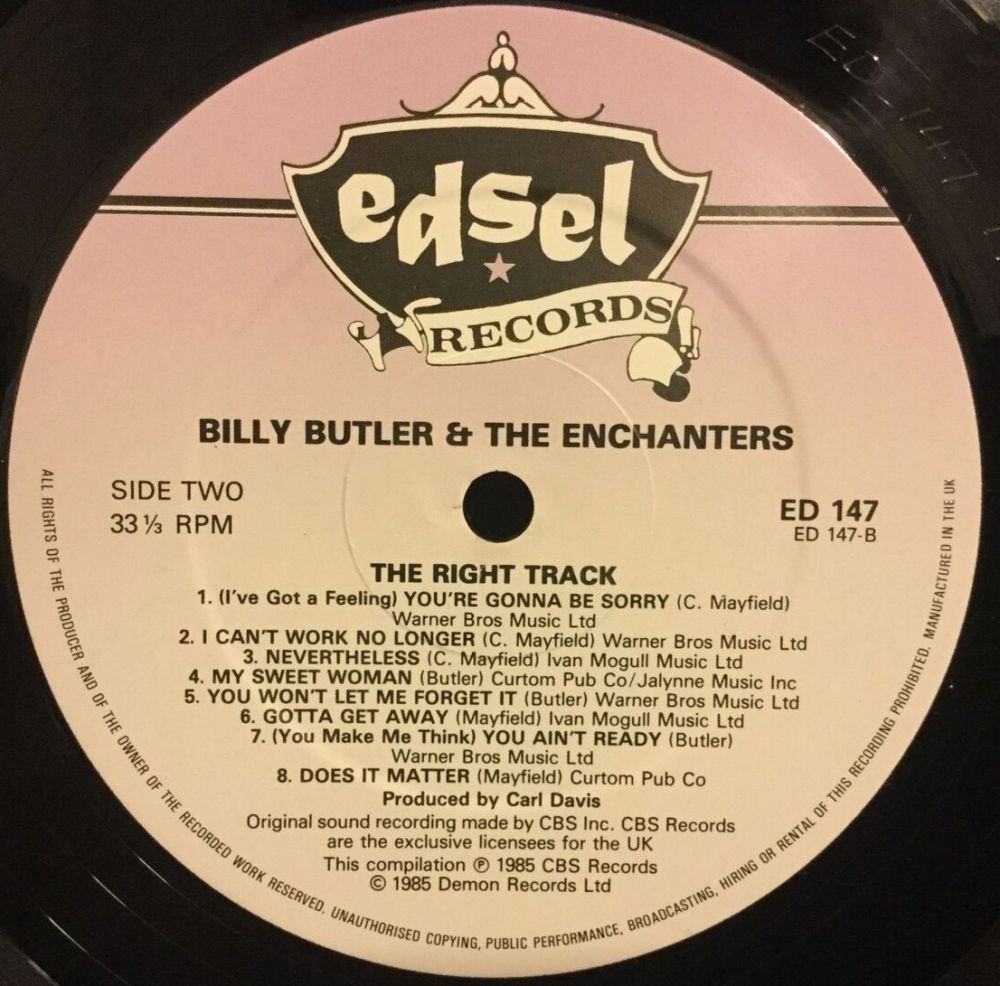 edsel
RECORDS
BILLY BUTLER & THE ENCHANTERS
SIDE TWO
33 ⅓ RPM
ED 147
ED 147-B
THE RIGHT TRACK
1. (I've Got a Feeling) YOU'RE GONNA BE SORRY (C. Mayfield)
Warner Bros Music Ltd
2. I CAN'T WORK NO LONGER (C. Mayfield) Warner Bros Music Ltd
3. NEVERTHELESS (C. Mayfield) Ivan Mogull Music Ltd
4. MY SWEET WOMAN (Butler) Curtom Pub Co/Jalynne Music Inc
5. YOU WON'T LET ME FORGET IT (Butler) Warner Bros Music Ltd
6. GOTTA GET AWAY (Mayfield) Ivan Mogull Music Ltd
7. (You Make Me Think) YOU AIN'T READY (Butler)
Warner Bros Music Ltd
8. DOES IT MATTER (Mayfield) Curtom Pub Co
Produced by Carl Davis
Original sound recording made by CBS Inc. CBS Records
are the exclusive licensees for the UK
This compilation ℗ 1985 CBS Records
© 1985 Demon Records Ltd
ALL RIGHTS OF THE PRODUCER AND OF THE OWNER OF THE RECORDED WORK RESERVED. UNAUTHORISED COPYING, PUBLIC PERFORMANCE, BROADCASTING, HIRING OR RENTAL OF THIS RECORDING PROHIBITED. MANUFACTURED IN THE UK
ED 147